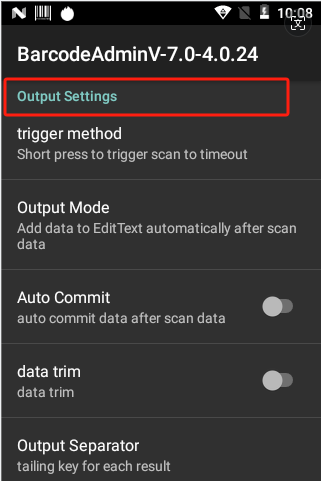 10:08
BarcodeAdminV-7.0-4.0.24
Output Settings
trigger method
Short press to trigger scan to timeout
Output Mode
Add data to EditText automatically after scan
data
Auto Commit
auto commit data after scan data
data trim
data trim
Output Separator
tailing key for each result